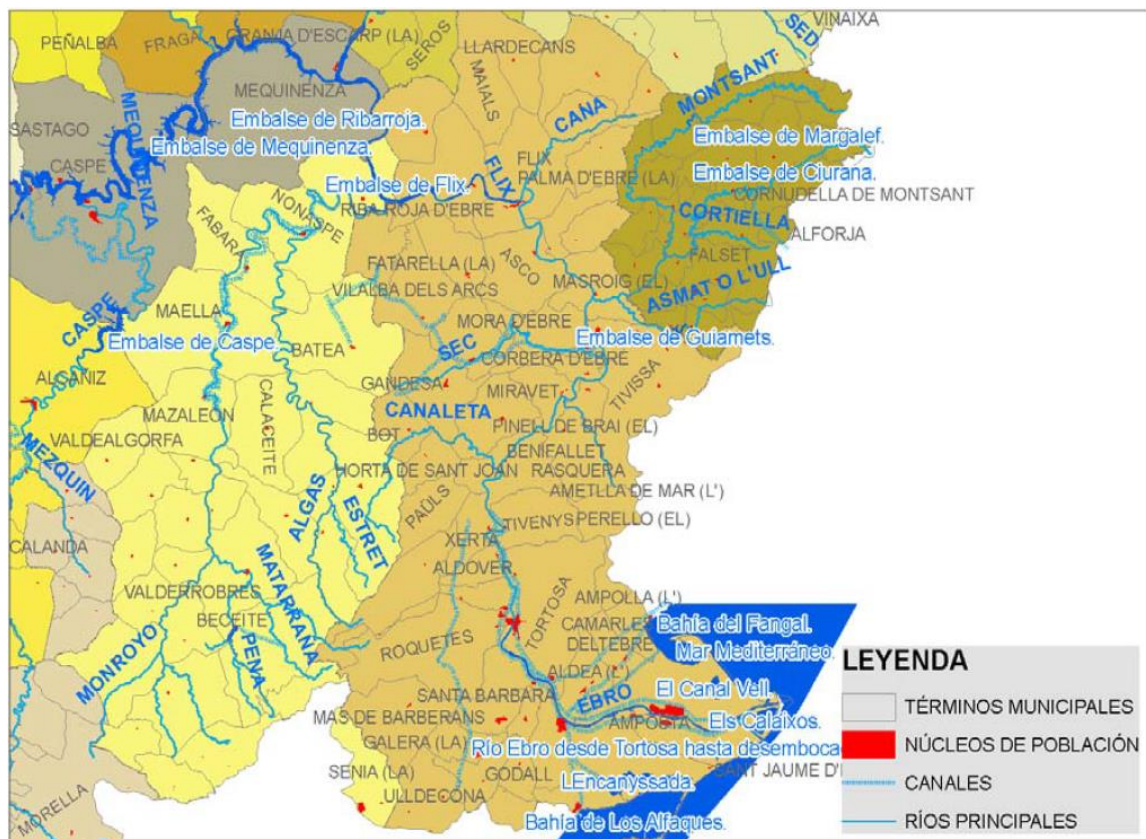 VINAIXA
PEÑALBA
FRAGA
GRANJA D'ESCARP (LA)
SEROS
LLARDECANS
SED
MAIALS
MONTSANT
MEQUINENZA
MEQUINENZA
CANA
SASTAGO
Embalse de Ribarroja.
Embalse de Margalef.
Embalse de Mequinenza.
CASPE
FLIX
FLIX
PALMA D'EBRE (LA)
Embalse de Ciurana.
Embalse de Flix.
CORNUDELLA DE MONTSANT
NONASPE
RIBA-ROJA D'EBRE
CORTIELLA
FABARA
ALFORJA
ASCO
FALSET
FATARELLA (LA)
MASROIG (EL)
ASMAT O L'ULL
VILALBA DELS ARCS
CASPE
MAELLA
MORA D'EBRE
Embalse de Caspe.
Embalse de Guiamets.
BATEA
SEC
CORBERA D'EBRE
ALCAÑIZ
GANDESA
MIRAVET
TIVISSA
CALACEITE
MAZALEON
CANALETA
VALDEALGORFA
BOT
PINELL DE BRAI (EL)
MEZQUIN
BENIFALLET
HORTA DE SANT JOAN
RASQUERA
ALGAS
ESTRET
PAÜLS
AMETLLA DE MAR (L')
TIVENYS
PERELLO (EL)
CALANDA
XERTA
ALDOVER
MATARRANA
VALDERROBRES
TORTOSA
AMPOLLA (L')
BECEITE
CAMARLES
Bahía del Fangal.
ROQUETES
DELTEBRE
Mar Mediterráneo.
MONROYO
PENA
ALDEA (L')
LEYENDA
SANTA BARBARA
EBRO
El Canal Vell.
TÉRMINOS MUNICIPALES
MAS DE BARBERANS
AMPOSTA
Els Calaixos.
GALERA (LA)
Río Ebro desde Tortosa hasta desemboca
NÚCLEOS DE POBLACIÓN
SENIA (LA)
GODALL
SANT JAUME D'
LEncanyssada.
CANALES
ULLDECONA
MORELLA
Bahía de Los Alfaques.
RÍOS PRINCIPALES